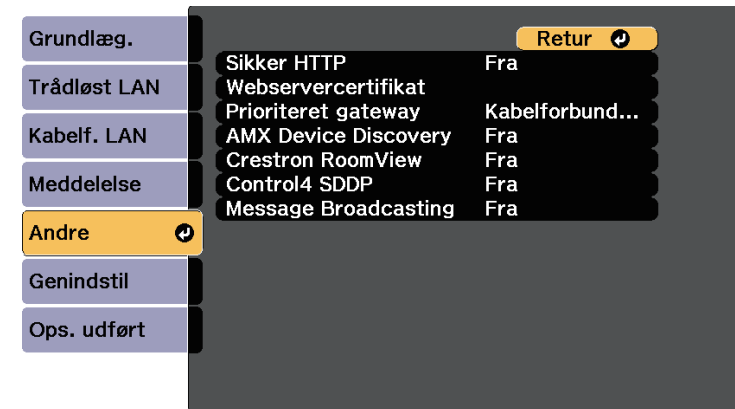 Grundlæg.
Trådløst LAN
Kabelf. LAN
Meddelelse
Andre
Genindstil
Ops. udført
Retur
Sikker HTTP Fra
Webservercertifikat
Prioriteret gateway Kabelforbund...
AMX Device Discovery Fra
Crestron RoomView Fra
Control4 SDDP Fra
Message Broadcasting Fra